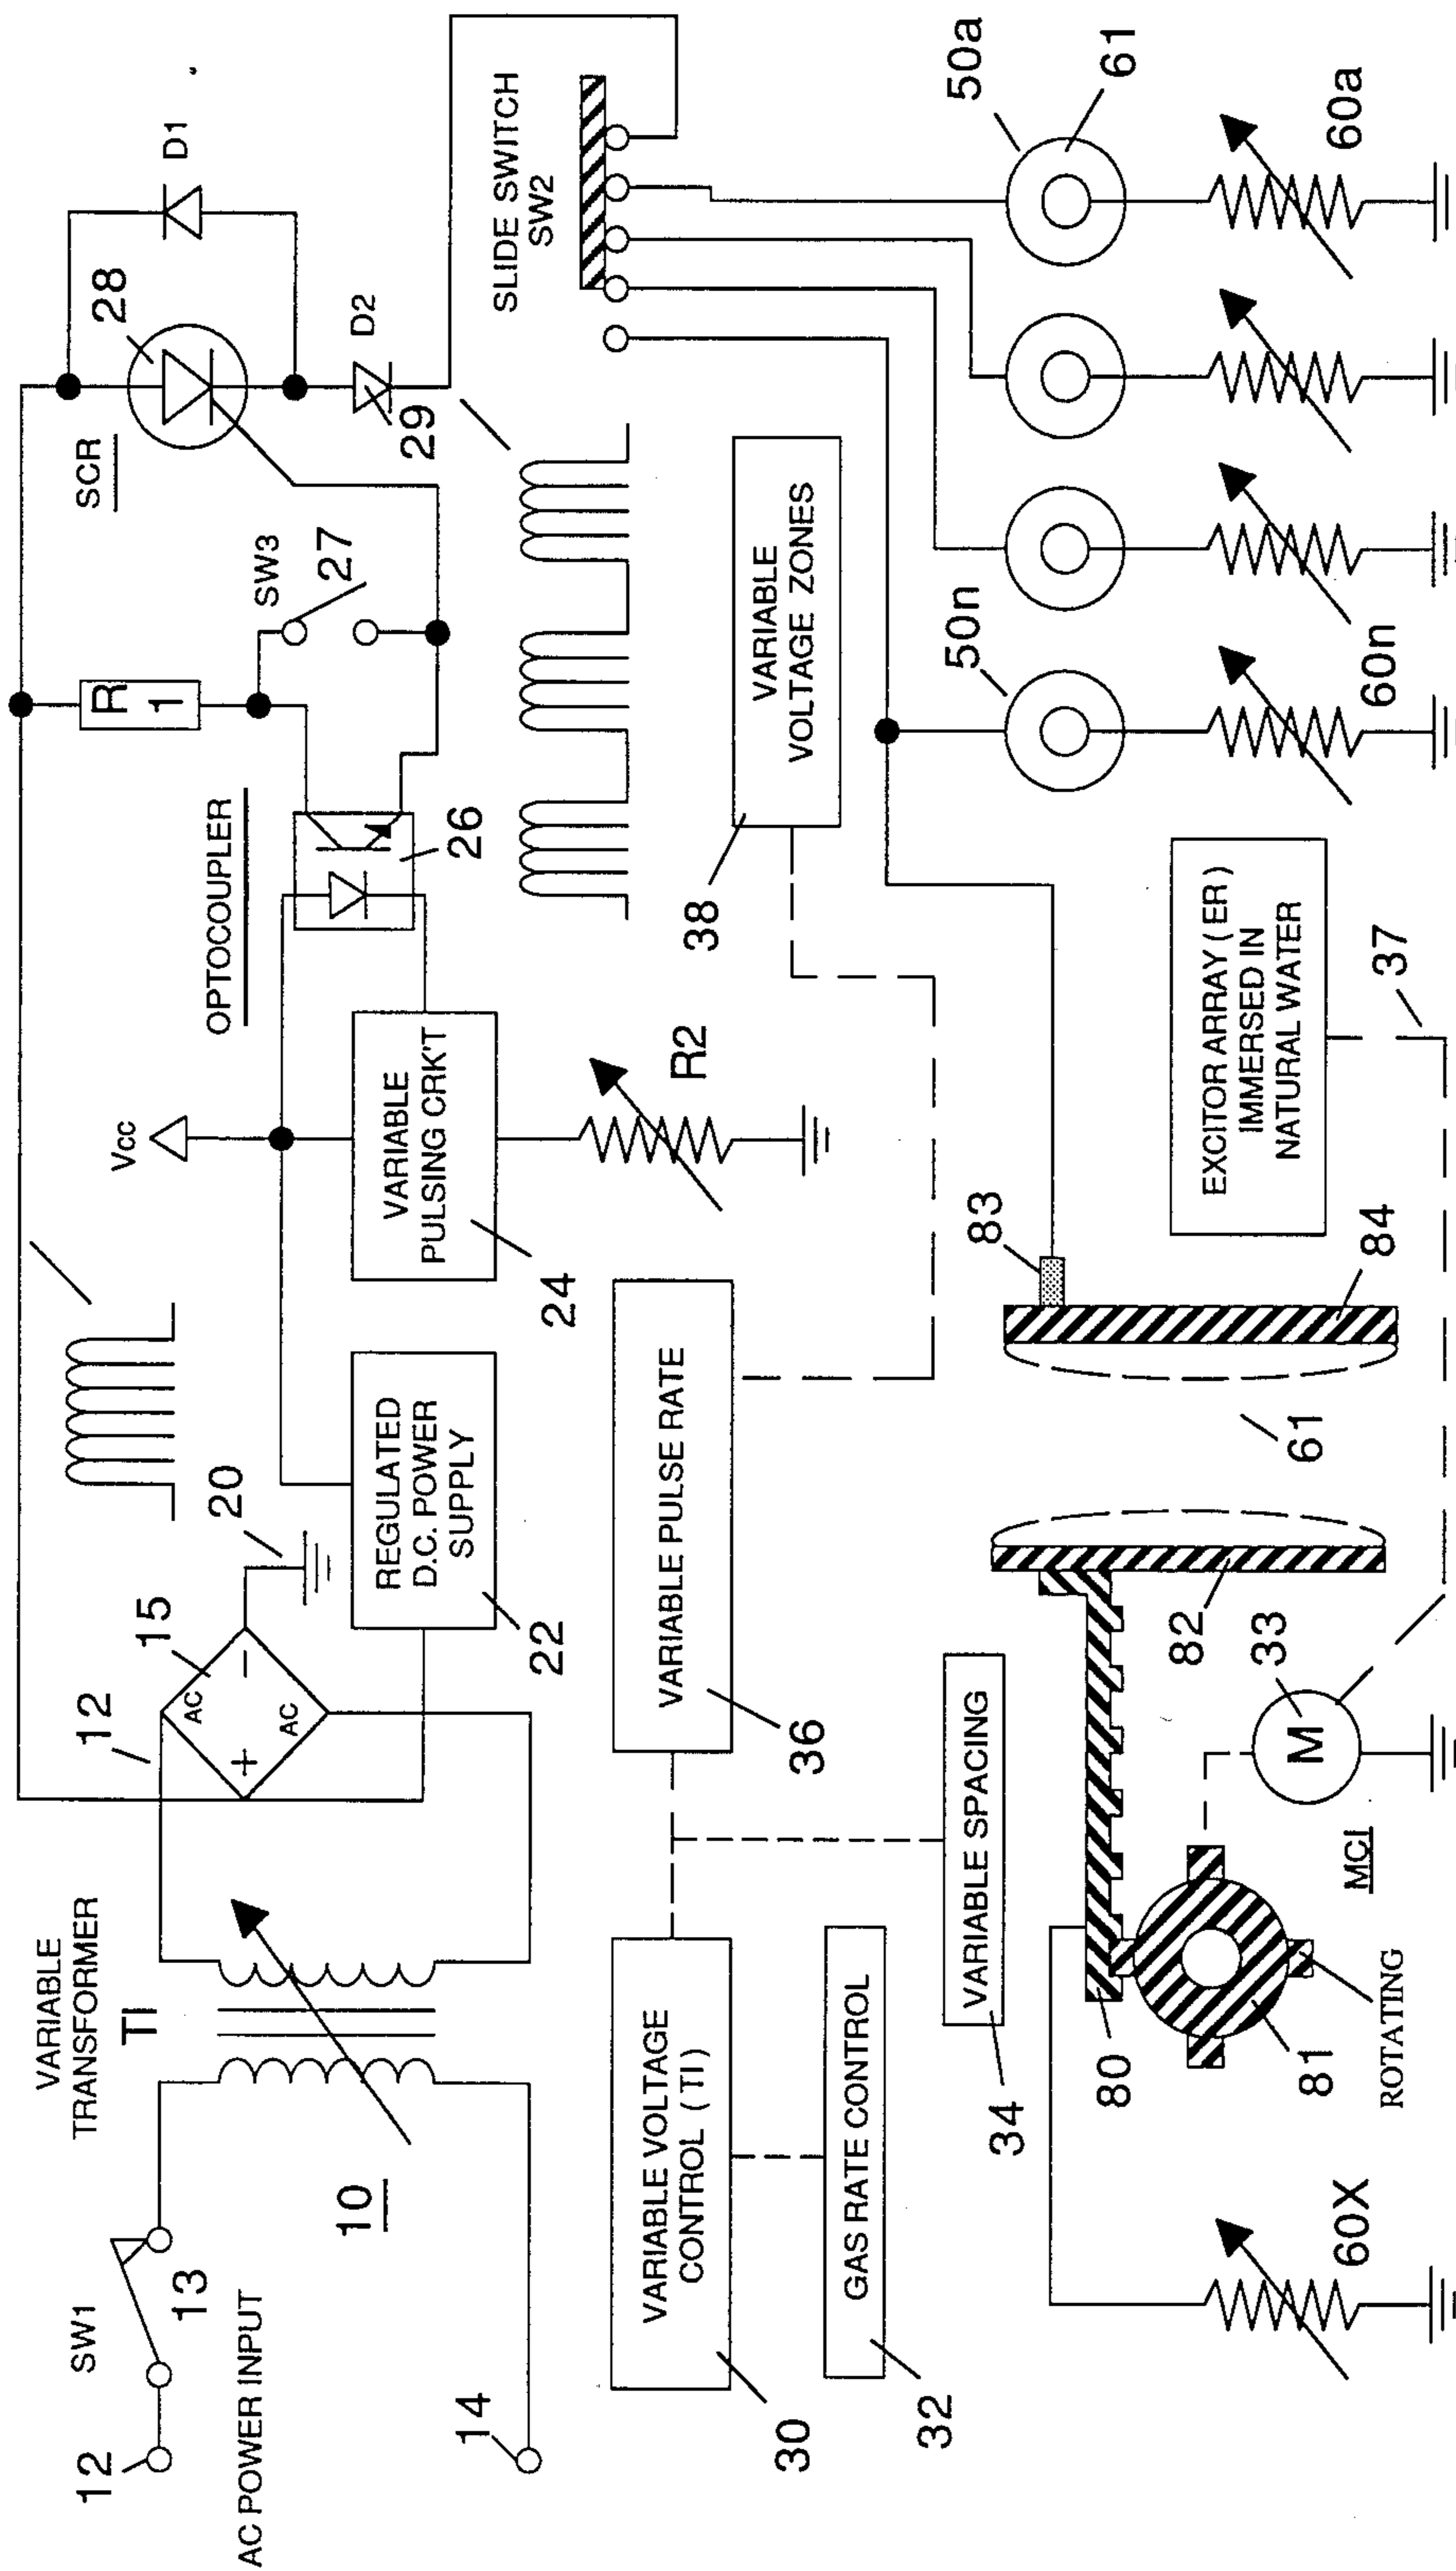 12
SW1
13
AC POWER INPUT
14
10
VARIABLE
TRANSFORMER
TI
12
AC
15
+
−
AC
20
REGULATED
D.C. POWER
SUPPLY
22
Vcc
VARIABLE
PULSING CRK'T
24
R2
OPTOCOUPLER
26
R
1
SW3
27
SCR
28
D1
D2
29
SLIDE SWITCH
SW2
VARIABLE VOLTAGE
CONTROL ( TI )
30
GAS RATE CONTROL
32
VARIABLE PULSE RATE
36
VARIABLE SPACING
34
VARIABLE
VOLTAGE ZONES
38
50n
50a
61
60n
60a
60X
80
81
ROTATING
MCI
M
33
82
61
83
84
EXCITOR ARRAY ( ER )
IMMERSED IN
NATURAL WATER
37